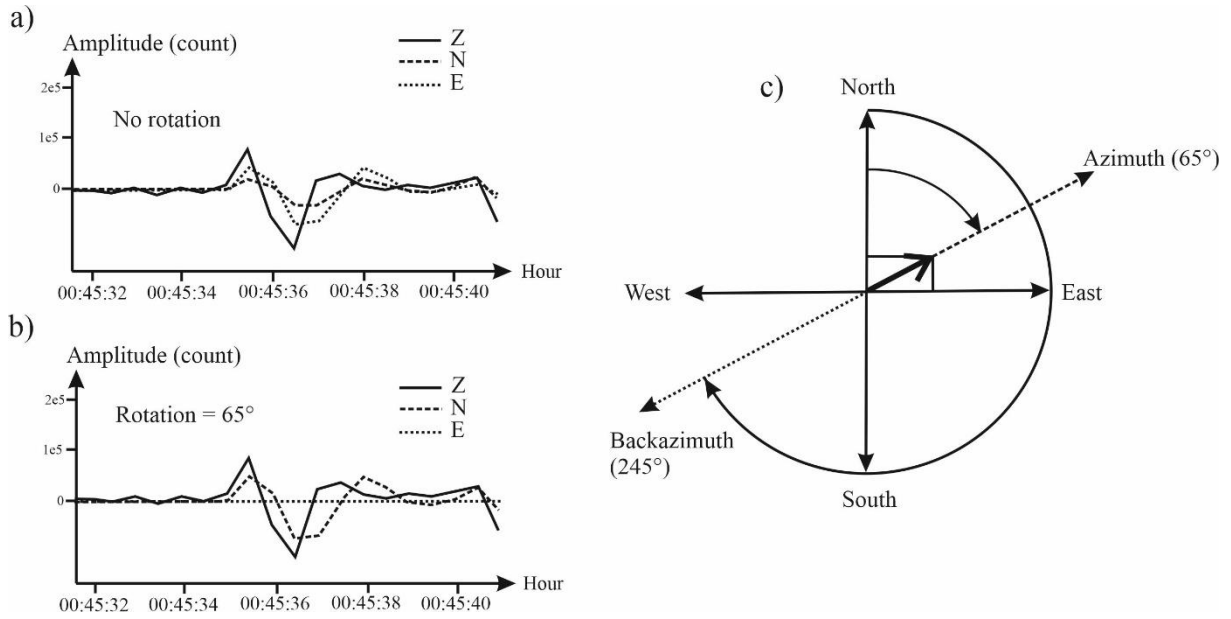 a)
Amplitude (count)
Z
N
E
2e5
No rotation
1e5
0
Hour
00:45:32 00:45:34 00:45:36 00:45:38 00:45:40
b)
Amplitude (count)
Z
N
E
2e5
Rotation = 65°
1e5
0
Hour
00:45:32 00:45:34 00:45:36 00:45:38 00:45:40
c)
North
Azimuth (65°)
West
East
Backazimuth
(245°)
South